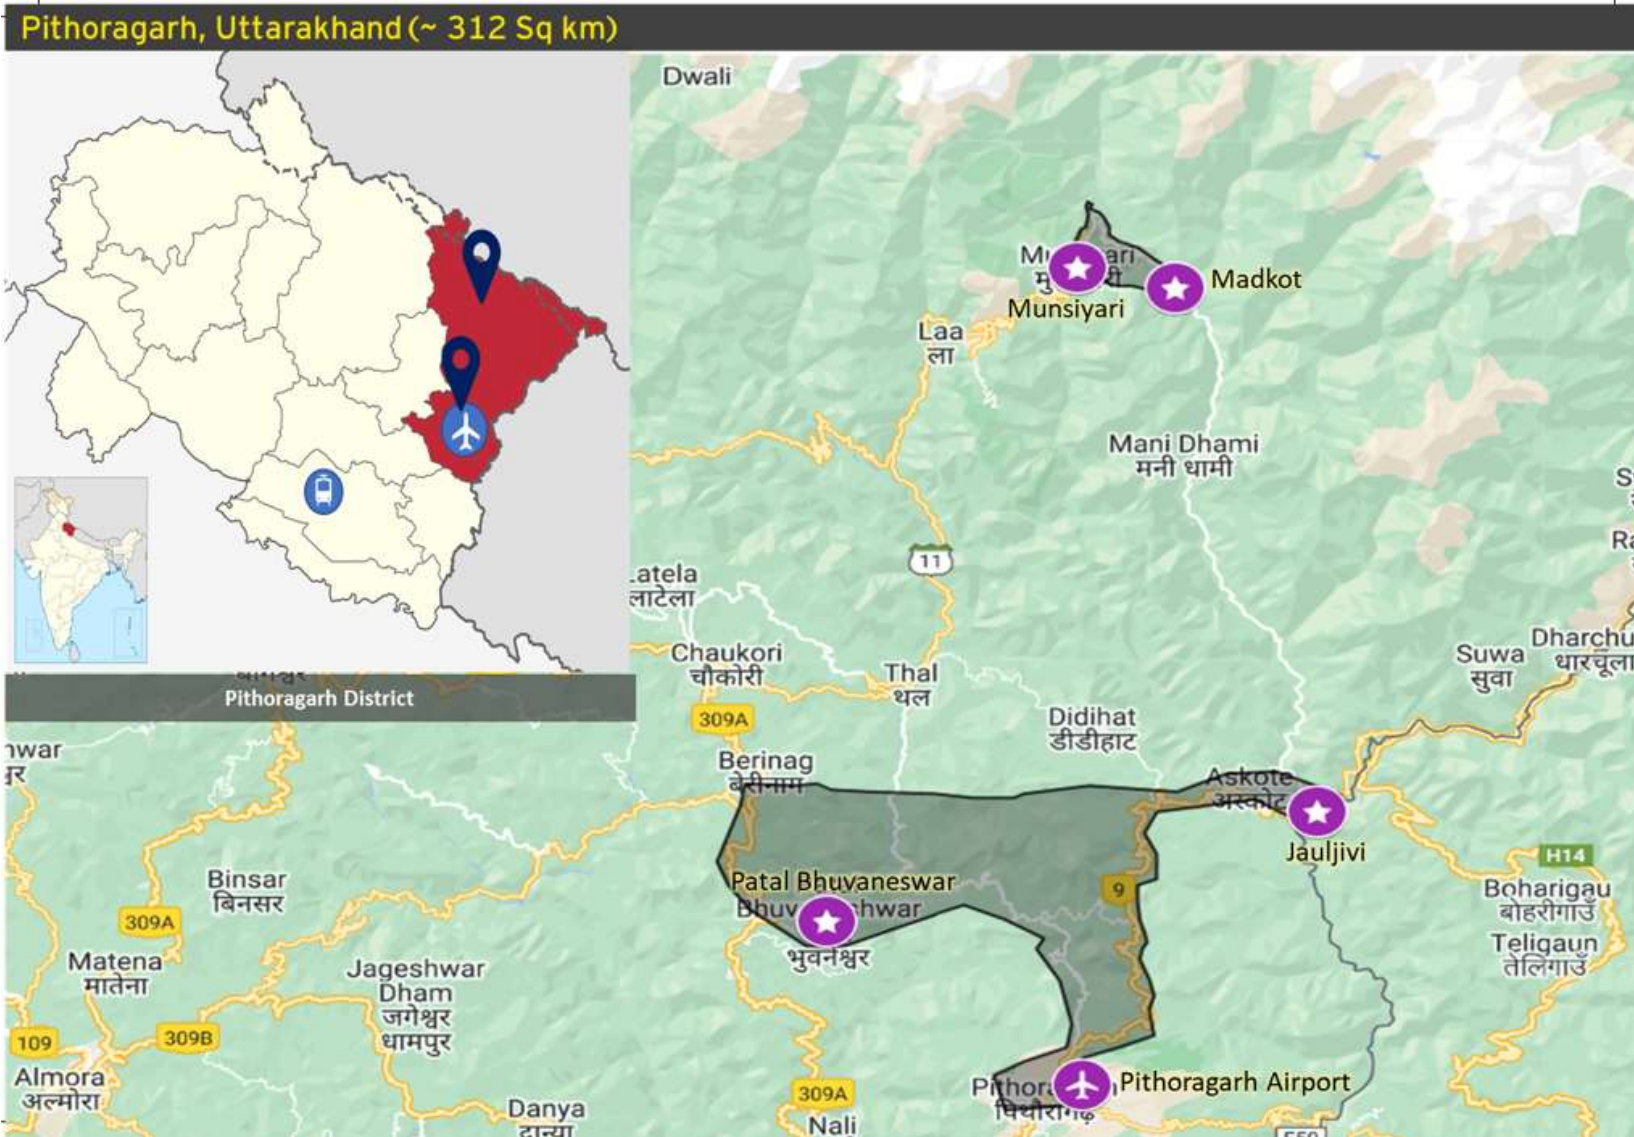 Pithoragarh, Uttarakhand (~ 312 Sq km)
Dwali
Madkot
Munsiyari
Laa
ला
Mani Dhami
मनी धामी
11
Latela
लाटेला
Chaukori
चौकोरी
Thal
थल
Suwa
सुवा
Dharchu
धारचूला
Pithoragarh District
309A
Didihat
डीडीहाट
Berinag
बेरीनाग
Askote
अस्कोट
Jauljivi
H14
Binsar
बिनसर
Patal Bhuvaneswar
9
Boharigau
बोहरीगाउँ
309A
भुवनेश्वर
Teligaun
तेलिगाउँ
Matena
मातेना
Jageshwar
Dham
जगेश्वर
धामपुर
109
309B
Almora
अल्मोरा
309A
Pithoragarh Airport
Danya
Nali